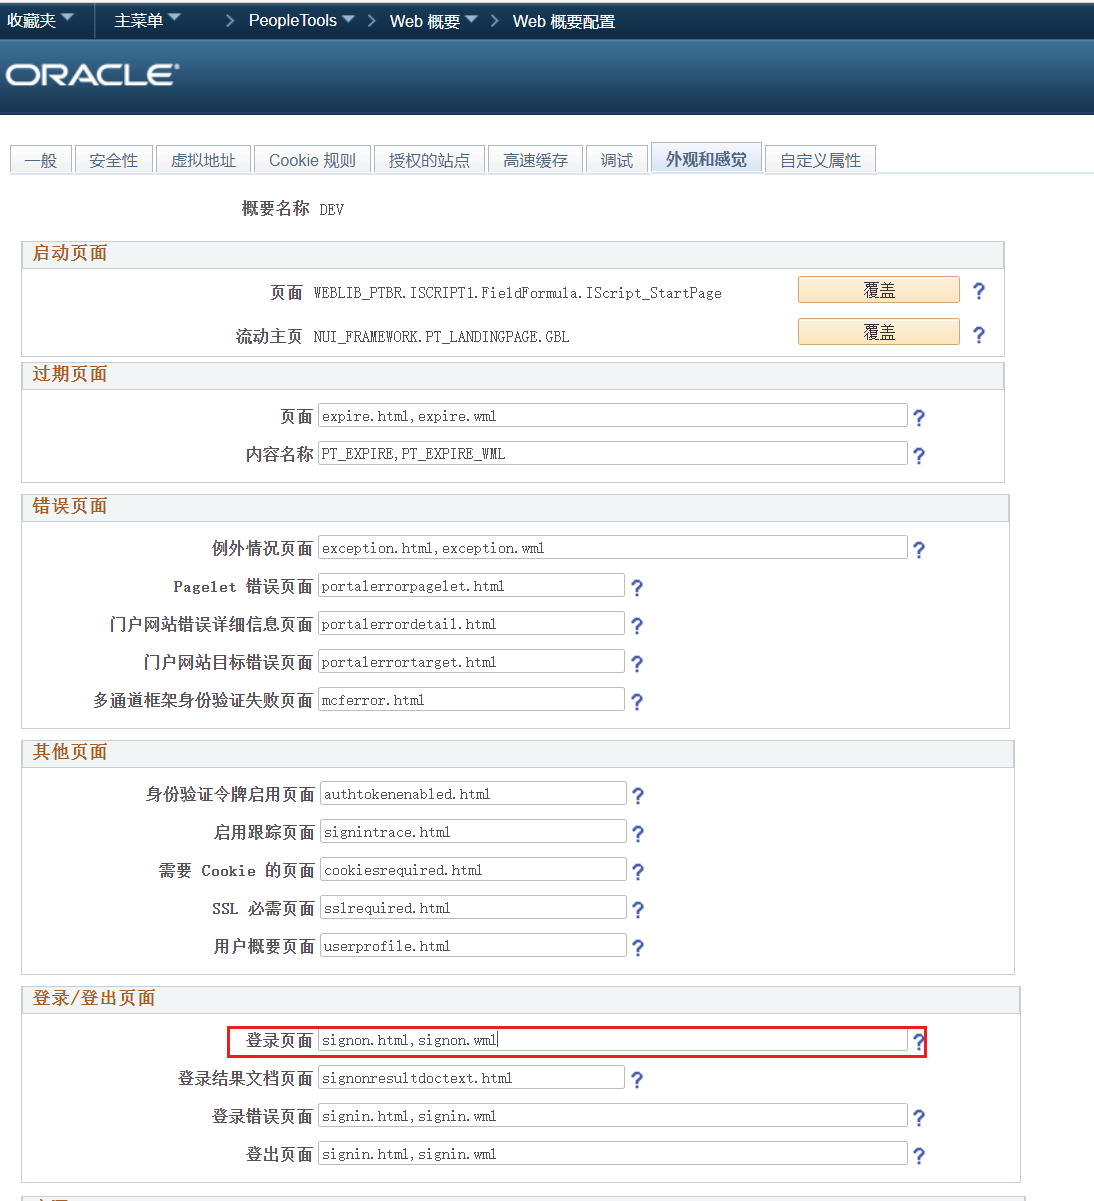 收藏夹 主菜单 > PeopleTools > Web 概要 > Web 概要配置
ORACLE®
一般 安全性 虚拟地址 Cookie 规则 授权的站点 高速缓存 调试 外观和感觉 自定义属性
概要名称 DEV
启动页面
页面 WEBLIB_PTBR.ISCRIPT1.FieldFormula.IScript_StartPage 覆盖 ?
流动主页 NUI_FRAMEWORK.PT_LANDINGPAGE.GBL 覆盖 ?
过期页面
页面 expire.html,expire.wml ?
内容名称 PT_EXPIRE,PT_EXPIRE_WML ?
错误页面
例外情况页面 exception.html,exception.wml ?
Pagelet 错误页面 portalerrorpagelet.html ?
门户网站错误详细信息页面 portalerrordetail.html ?
门户网站目标错误页面 portalerrortarget.html ?
多通道框架身份验证失败页面 mcferror.html ?
其他页面
身份验证令牌启用页面 authtokenenabled.html ?
启用跟踪页面 signintrace.html ?
需要 Cookie 的页面 cookiesrequired.html ?
SSL 必需页面 sslrequired.html ?
用户概要页面 userprofile.html ?
登录/登出页面
登录页面 signon.html,signon.wml ?
登录结果文档页面 signonresultdoctext.html ?
登录错误页面 signin.html,signin.wml ?
登出页面 signin.html,signin.wml ?